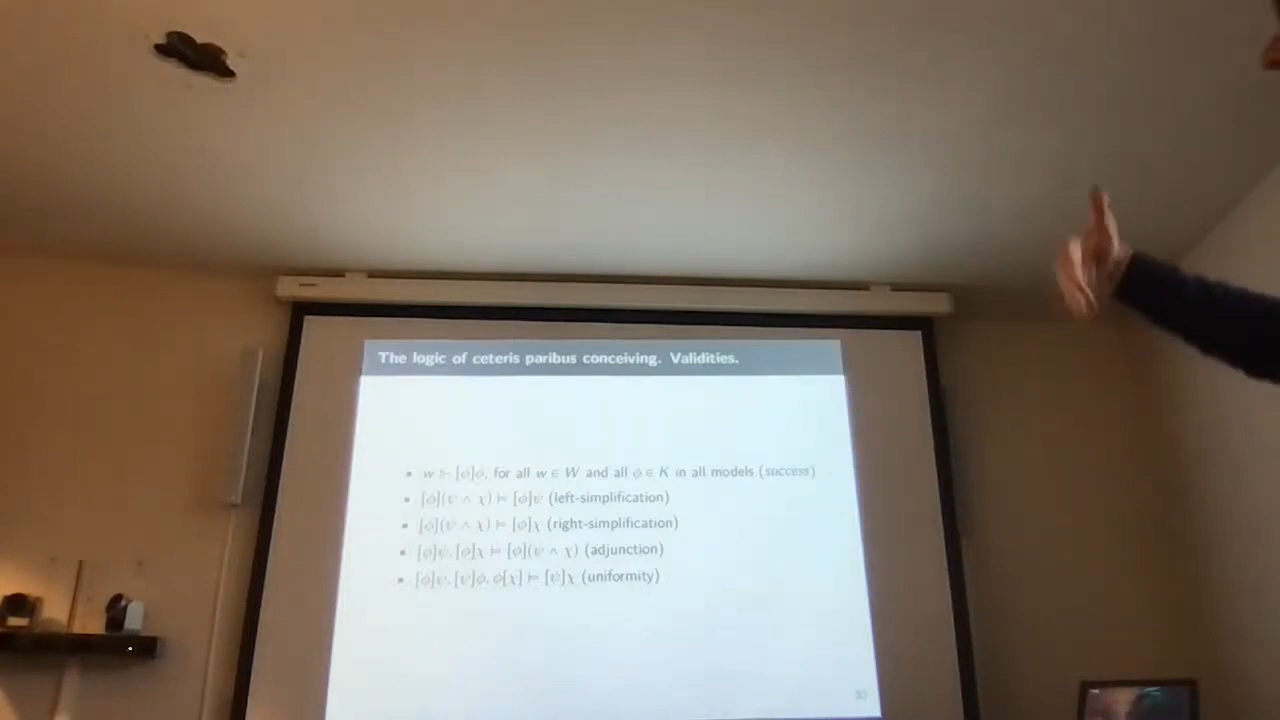 The logic of ceteris paribus conceiving. Validities.
• w ⊩ [ϕ]ϕ, for all w ∈ W and all ϕ ∈ K in all models (success)
• [ϕ](ψ ∧ χ) ⊨ [ϕ]ψ (left-simplification)
• [ϕ](ψ ∧ χ) ⊨ [ϕ]χ (right-simplification)
• [ϕ]ψ, [ϕ]χ ⊨ [ϕ](ψ ∧ χ) (adjunction)
• [ϕ]ψ, [ψ]ϕ, ϕ[χ] ⊨ [ψ]χ (uniformity)